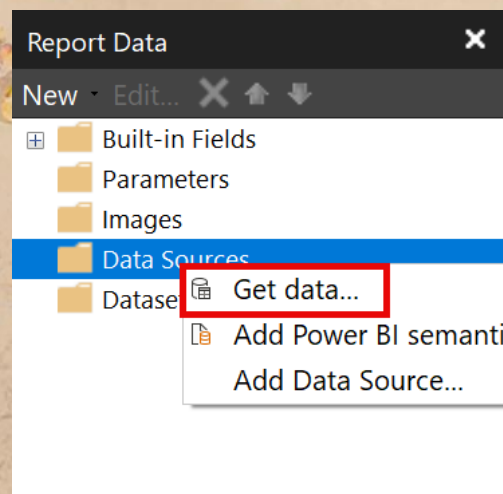 Report Data
New Edit...
Built-in Fields
Parameters
Images
Data Sources
Get data...
Add Power BI
Add Data Source...